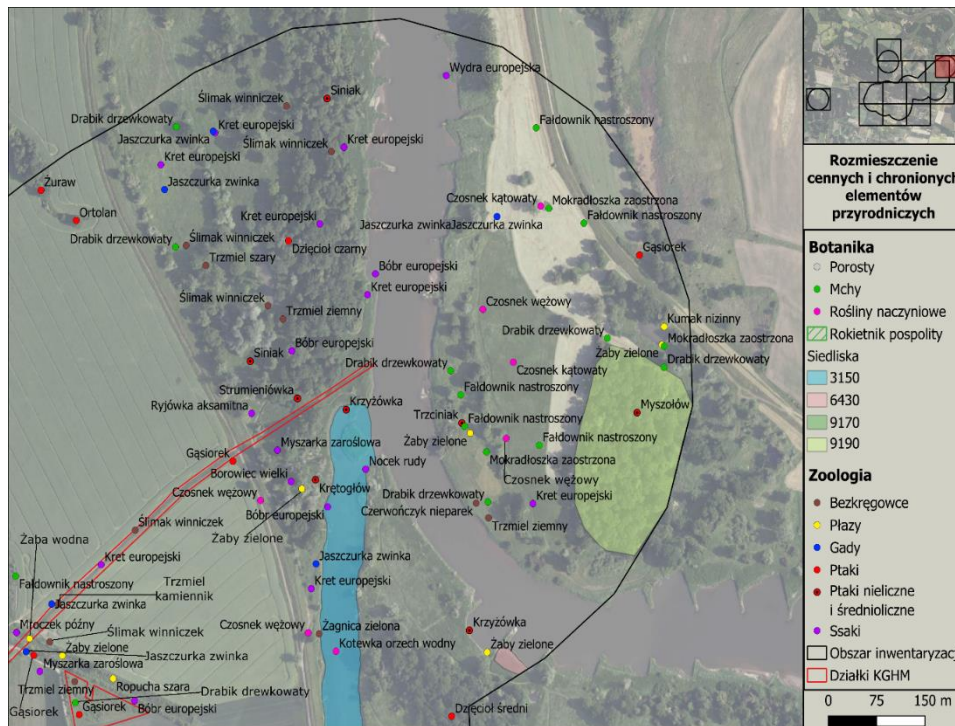 Wydra europejska
Siniak
Ślimak winniczek
Drabik drzewkowaty
Kret europejski
Fałdownik nastroszony
Jaszczurka zwinka
Ślimak winniczek
Kret europejski
Kret europejski
Jaszczurka zwinka
Żuraw
Czosnek kątowaty
Mokradłoszka zaostrzona
Ortolan
Kret europejski
Jaszczurka zwinka
Jaszczurka zwinka
Fałdownik nastroszony
Drabik drzewkowaty
Ślimak winniczek
Dzięcioł czarny
Gąsiorek
Trzmiel szary
Bóbr europejski
Kret europejski
Ślimak winniczek
Trzmiel ziemny
Czosnek wężowy
Kumak nizinny
Drabik drzewkowaty
Mokradłoszka zaostrzona
Bóbr europejski
Żaby zielone
Drabik drzewkowaty
Siniak
Drabik drzewkowaty
Czosnek kątowaty
Strumieniówka
Fałdownik nastroszony
Ryjówka aksamitna
Krzyżówka
Myszołów
Trzciniak
Fałdownik nastroszony
Myszarka zaroślowa
Żaby zielone
Fałdownik nastroszony
Gąsiorek
Mokradłoszka zaostrzona
Nocek rudy
Borowiec wielki
Krętogłów
Czosnek wężowy
Czosnek wężowy
Drabik drzewkowaty
Kret europejski
Bóbr europejski
Czerwończyk nieparek
Ślimak winniczek
Trzmiel ziemny
Żaby zielone
Żaba wodna
Kret europejski
Jaszczurka zwinka
Fałdownik nastroszony
Trzmiel
kamiennik
Kret europejski
Jaszczurka zwinka
Mroczek późny
Ślimak winniczek
Czosnek wężowy
Żagnica zielona
Krzyżówka
Żaby zielone
Jaszczurka zwinka
Kotewka orzech wodny
Żaby zielone
Myszarka zaroślowa
Trzmiel ziemny
Ropucha szara
Drabik drewkowaty
Gąsiorek
Gąsiorek
Bóbr europejski
Dzięcioł średni
Rozmieszczenie
cennych i chronionych
elementów
przyrodniczych
Botanika
Porosty
Mchy
Rośliny naczyniowe
Rokietnik pospolity
Siedliska
3150
6430
9170
9190
Zoologia
Bezkręgowce
Płazy
Gady
Ptaki
Ptaki nieliczne
i średnioliczne
Ssaki
Obszar inwentaryzacj
Działki KGHM
0 75 150 m